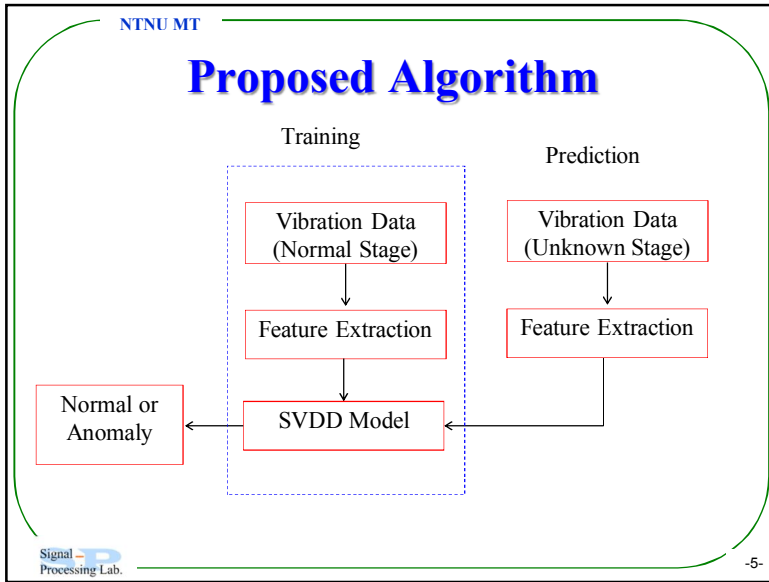 NTNU MT
Proposed Algorithm
Training
Prediction
Vibration Data
(Normal Stage)
Vibration Data
(Unknown Stage)
Feature Extraction
Feature Extraction
Normal or
Anomaly
SVDD Model
Signal
Processing Lab.
SP
-5-